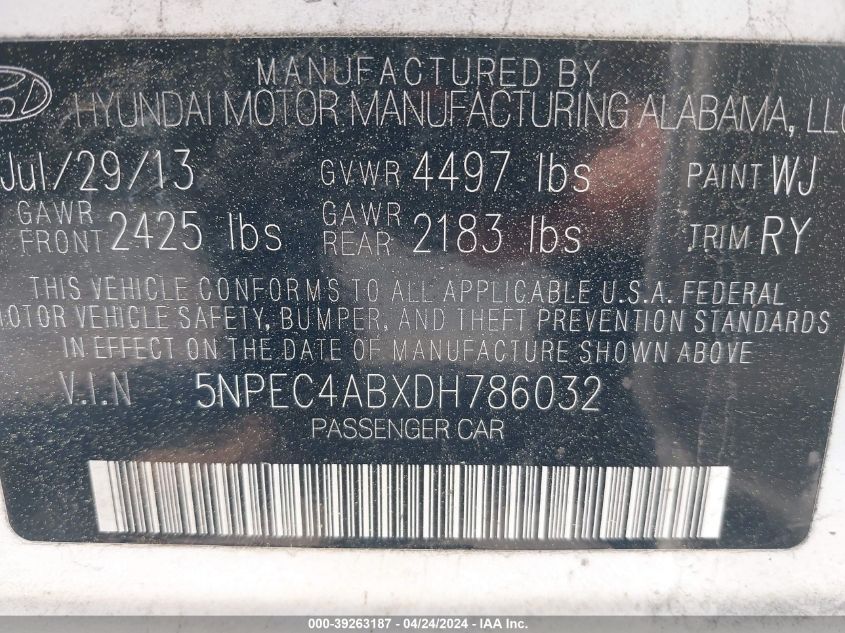 MANUFACTURED BY
HYUNDAI MOTOR MANUFACTURING ALABAMA, LLC
Jul/29/13 GVWR 4497 lbs PAINT WJ
GAWR FRONT 2425 lbs GAWR REAR 2183 lbs TRIM RY
THIS VEHICLE CONFORMS TO ALL APPLICABLE U.S.A. FEDERAL
MOTOR VEHICLE SAFETY, BUMPER, AND THEFT PREVENTION STANDARDS
IN EFFECT ON THE DATE OF MANUFACTURE SHOWN ABOVE
V.I.N 5NPEC4ABXDH786032
PASSENGER CAR
000-39263187 - 04/24/2024 - IAA Inc.